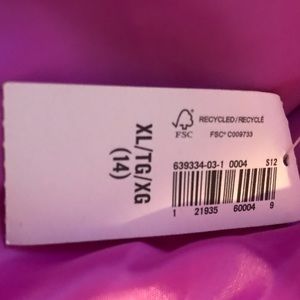 RECYCLED/RECYCLÉ
FSC
FSC® C009733
XL/TG/XG
(14)
639334-03-1 0004 S12
1 21935 60004 9